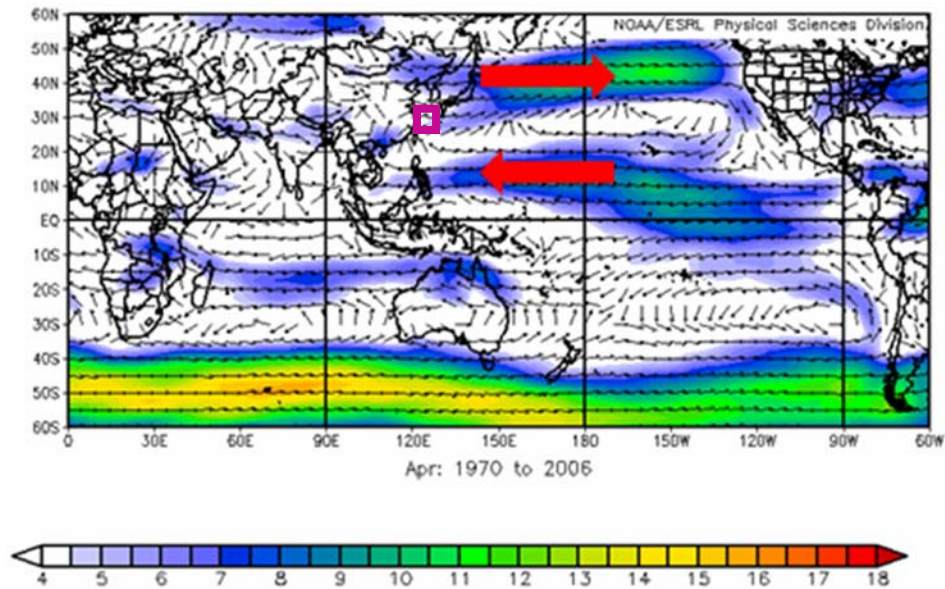 NOAA/ESRL Physical Sciences Division
60N
50N
40N
30N
20N
10N
EQ
10S
20S
30S
40S
50S
60S
0 30E 60E 90E 120E 150E 180 150W 120W 90W 60W
Apr: 1970 to 2006
4 5 6 7 8 9 10 11 12 13 14 15 16 17 18